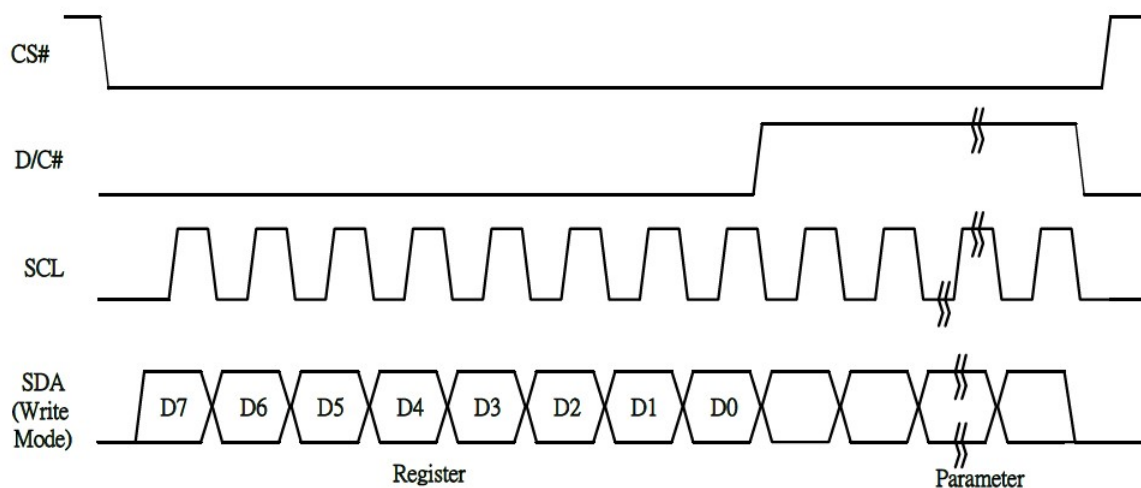 CS#
D/C#
SCL
SDA
(Write
Mode)
D7 D6 D5 D4 D3 D2 D1 D0
Register
Parameter